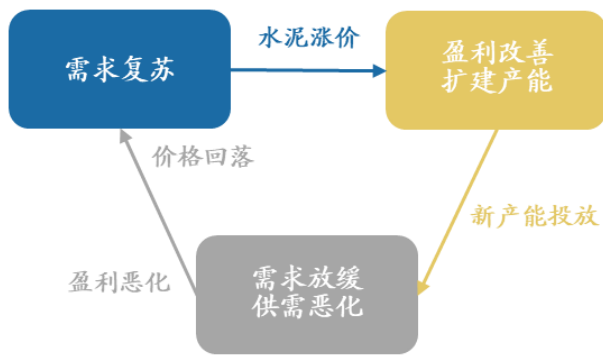 水泥涨价
需求复苏
盈利改善
扩建产能
价格回落
新产能投放
盈利恶化
需求放缓
供需恶化